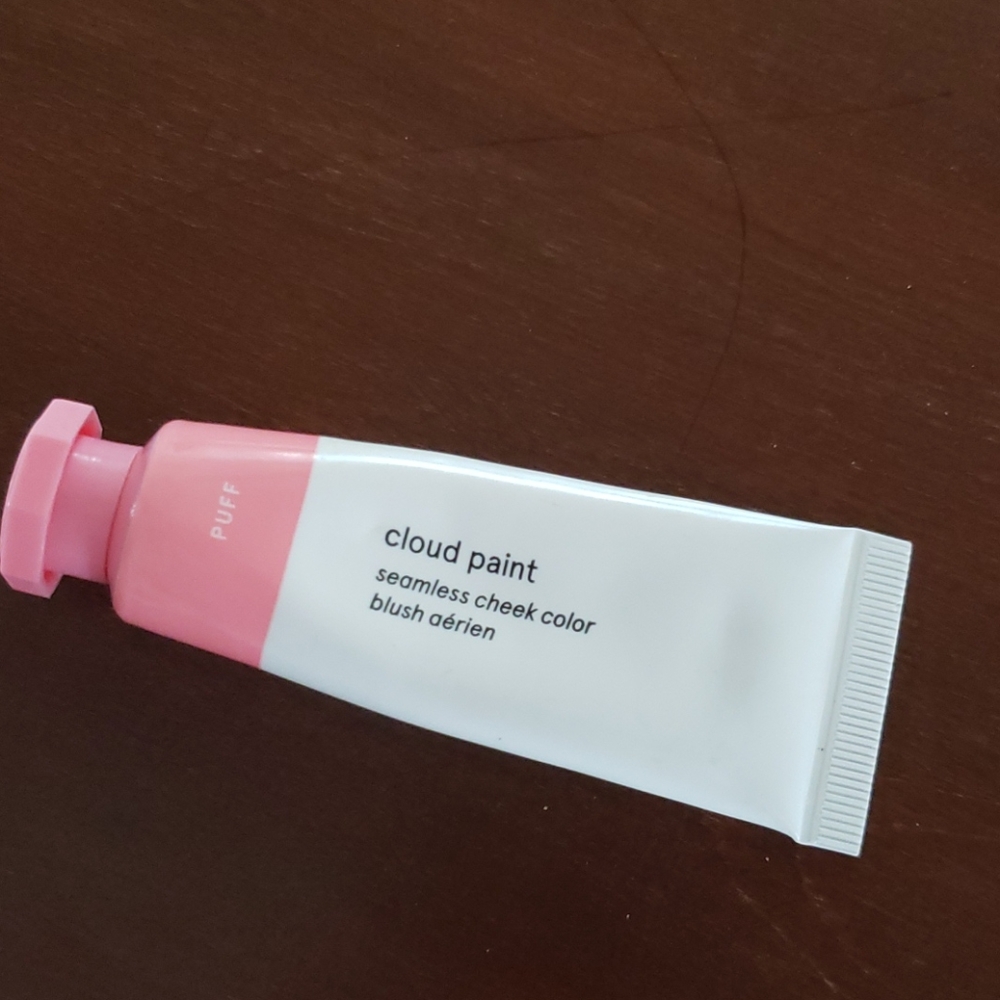 PUFF
cloud paint
seamless cheek color
blush aérien